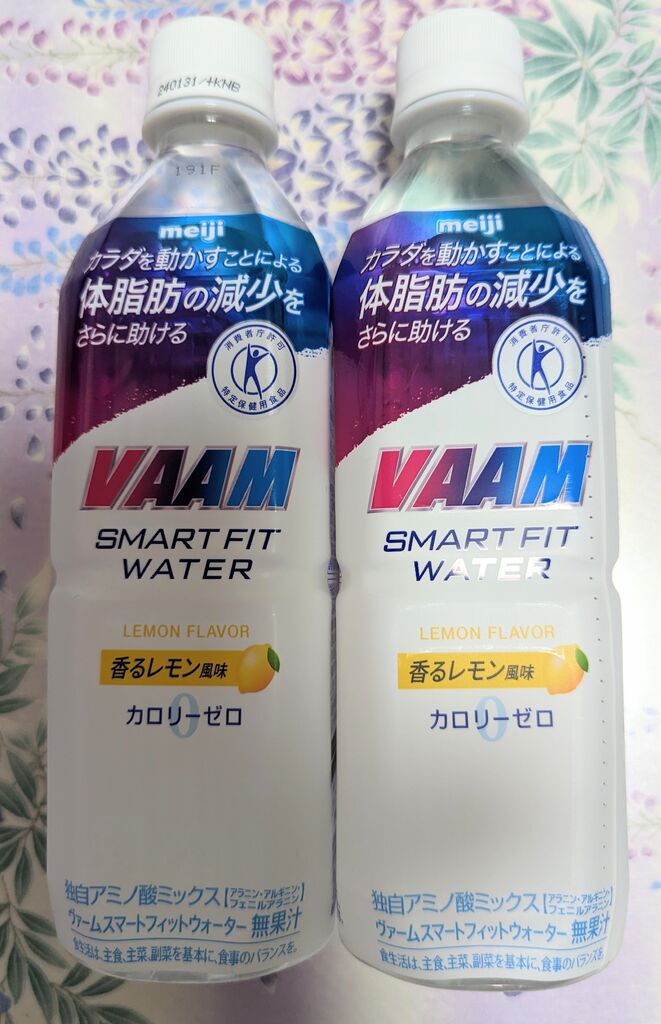 240131/4KHB
191F
meiji
カラダを動かすことによる
体脂肪の減少を
さらに助ける
消費者庁許可
特定保健用食品
VAAM
SMART FIT
WATER
LEMON FLAVOR
香るレモン風味
0
カロリーゼロ
独自アミノ酸ミックス【アラニン・アルギニン・
フェニルアラニン】
ヴァームスマートフィットウォーター 無果汁
食生活は、主食、主菜、副菜を基本に、食事のバランスを。
meiji
カラダを動かすことによる
体脂肪の減少を
さらに助ける
消費者庁許可
特定保健用食品
VAAM
SMART FIT
WATER
LEMON FLAVOR
香るレモン風味
0
カロリーゼロ
独自アミノ酸ミックス【アラニン・アルギニン・
フェニルアラニン】
ヴァームスマートフィットウォーター 無果汁
食生活は、主食、主菜、副菜を基本に、食事のバランスを。